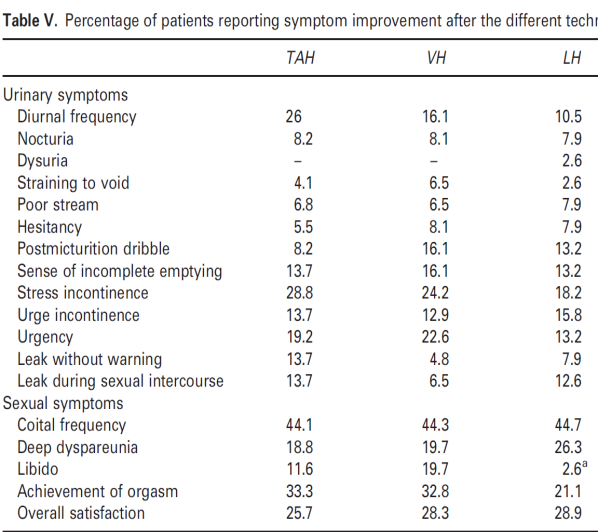 Table V. Percentage of patients reporting symptom improvement after the different
TAH VH LH
Urinary symptoms
Diurnal frequency 26 16.1 10.5
Nocturia 8.2 8.1 7.9
Dysuria – – 2.6
Straining to void 4.1 6.5 2.6
Poor stream 6.8 6.5 7.9
Hesitancy 5.5 8.1 7.9
Postmicturition dribble 8.2 16.1 13.2
Sense of incomplete emptying 13.7 16.1 13.2
Stress incontinence 28.8 24.2 18.2
Urge incontinence 13.7 12.9 15.8
Urgency 19.2 22.6 13.2
Leak without warning 13.7 4.8 7.9
Leak during sexual intercourse 13.7 6.5 12.6
Sexual symptoms
Coital frequency 44.1 44.3 44.7
Deep dyspareunia 18.8 19.7 26.3
Libido 11.6 19.7 2.6ᵃ
Achievement of orgasm 33.3 32.8 21.1
Overall satisfaction 25.7 28.3 28.9